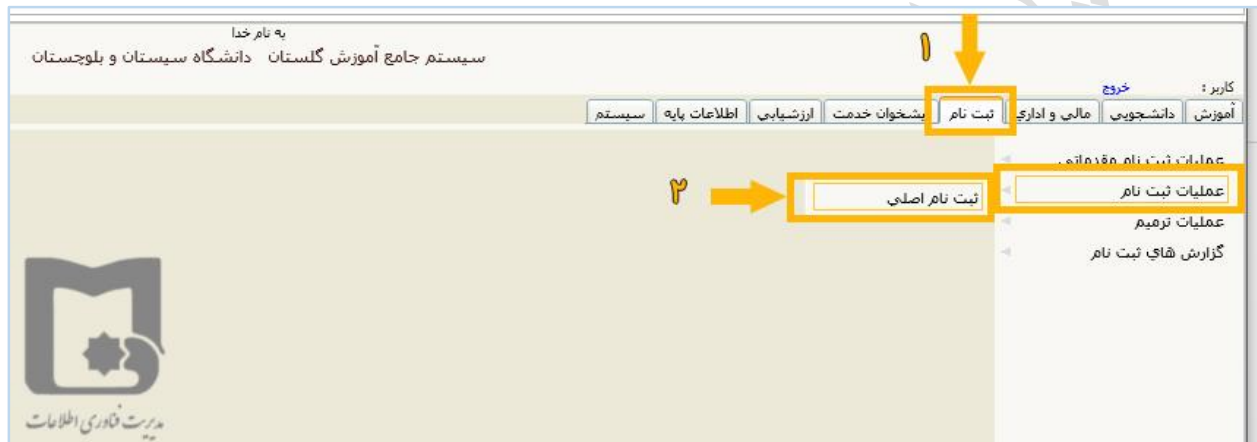 به نام خدا
سیستم جامع آموزش گلستان   دانشگاه سیستان و بلوچستان
۱
کاربر :   خروج
آموزش   دانشجویی   مالی و اداری   ثبت نام   پیشخوان خدمت   ارزشیابی   اطلاعات پایه   سیستم
عملیات ثبت نام مقدماتی
عملیات ثبت نام   ثبت نام اصلی   ۲
عملیات ترمیم
گزارش های ثبت نام
مدیریت فناوری اطلاعات